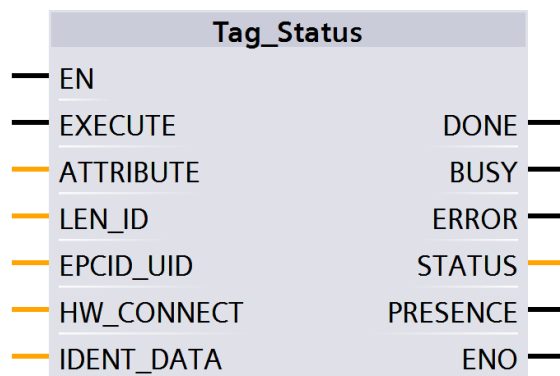 Tag_Status
EN
EXECUTE DONE
ATTRIBUTE BUSY
LEN_ID ERROR
EPCID_UID STATUS
HW_CONNECT PRESENCE
IDENT_DATA ENO